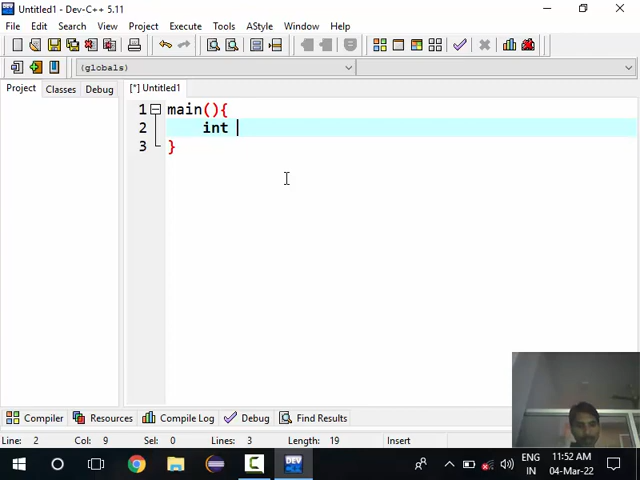 Untitled1 - Dev-C++ 5.11
File Edit Search View Project Execute Tools AStyle Window Help
(globals)
Project Classes Debug [*] Untitled1
1 main(){
2 int
3 }
Compiler Resources Compile Log Debug Find Results
Line: 2 Col: 9 Sel: 0 Lines: 3 Length: 19 Insert
DEV ENG 11:52 AM
IN 04-Mar-22